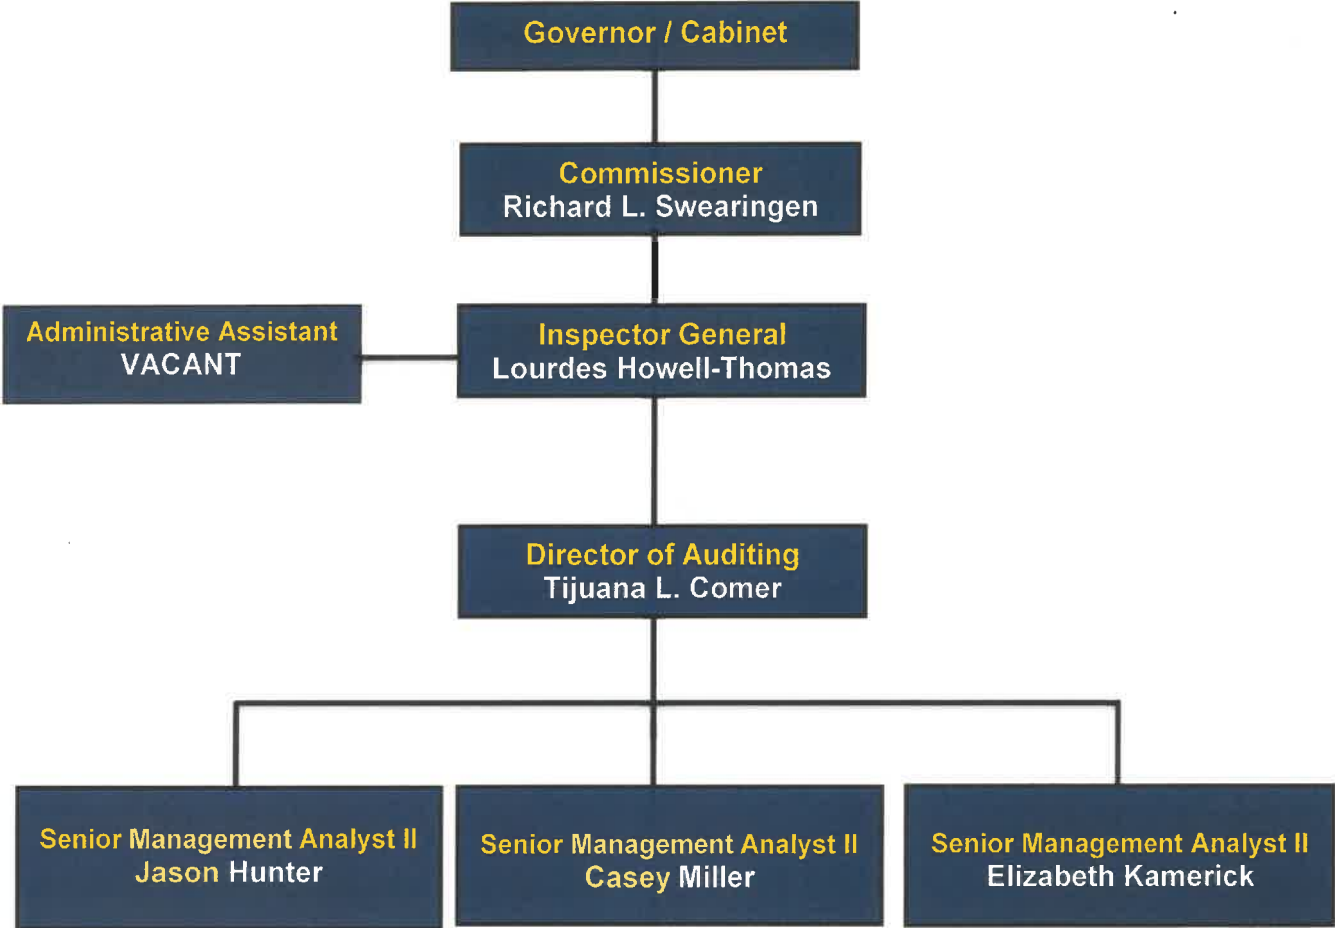 Governor / Cabinet
Commissioner
Richard L. Swearingen
Administrative Assistant
VACANT
Inspector General
Lourdes Howell-Thomas
Director of Auditing
Tijuana L. Comer
Senior Management Analyst II
Jason Hunter
Senior Management Analyst II
Casey Miller
Senior Management Analyst II
Elizabeth Kamerick